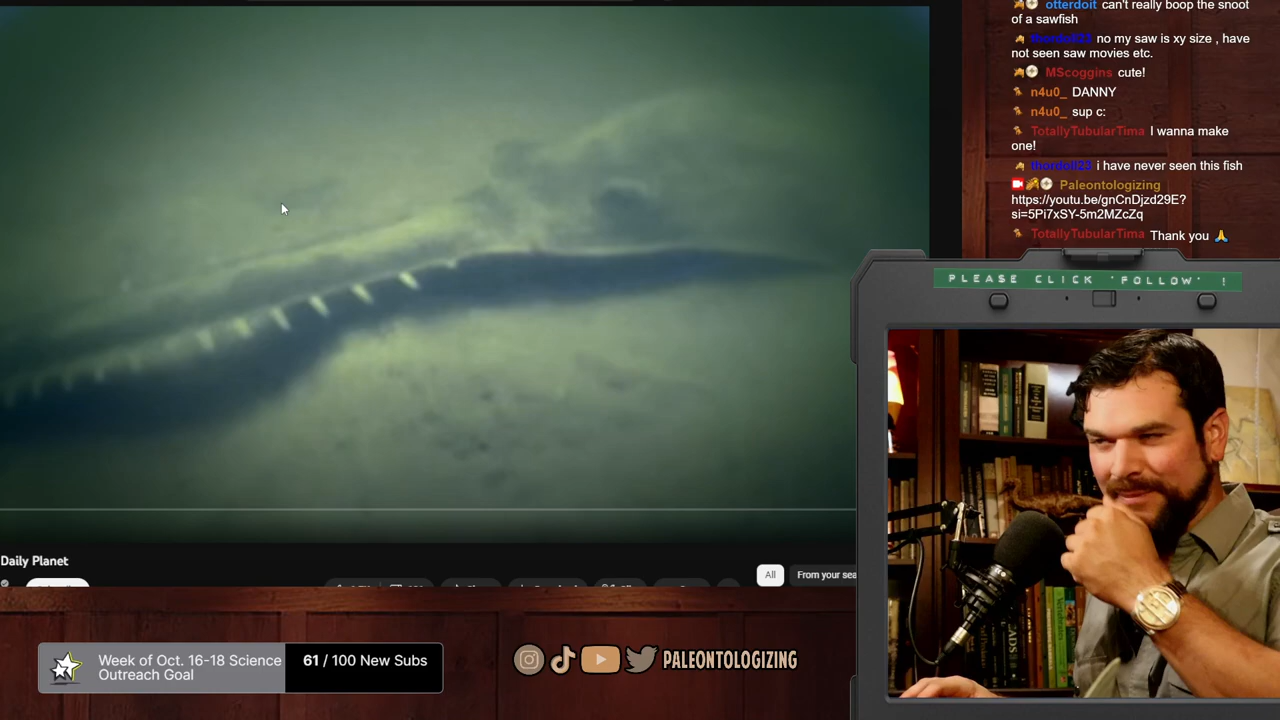 otterdoit can't really boop the snoot
of a sawfish
thordolf23 no my saw is xy size , have
not seen saw movies etc.
MScoggins cute!
n4u0_ DANNY
n4u0_ sup c:
TotallyTubularTima I wanna make
one!
thordolf23 i have never seen this fish
Paleontologizing
https://youtu.be/gnCnDjzd29E?
si=5Pi7xSY-5m2MZcZq
TotallyTubularTima Thank you 🙏
PLEASE CLICK 'FOLLOW' !
Daily Planet
All
From your sea
Week of Oct. 16-18 Science
Outreach Goal
61 / 100 New Subs
PALEONTOLOGIZING